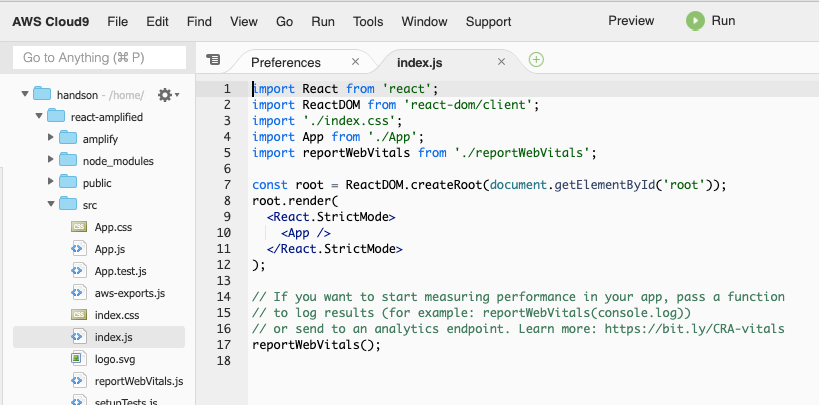 AWS Cloud9 File Edit Find View Go Run Tools Window Support Preview Run
Go to Anything (⌘ P)
Preferences × index.js ×
handson - /home/
react-amplified
amplify
node_modules
public
src
App.css
App.js
App.test.js
aws-exports.js
index.css
index.js
logo.svg
reportWebVitals.js
setupTests.js
1 import React from 'react';
2 import ReactDOM from 'react-dom/client';
3 import './index.css';
4 import App from './App';
5 import reportWebVitals from './reportWebVitals';
6
7 const root = ReactDOM.createRoot(document.getElementById('root'));
8 root.render(
9   <React.StrictMode>
10     <App />
11   </React.StrictMode>
12 );
13
14 // If you want to start measuring performance in your app, pass a function
15 // to log results (for example: reportWebVitals(console.log))
16 // or send to an analytics endpoint. Learn more: https://bit.ly/CRA-vitals
17 reportWebVitals();
18